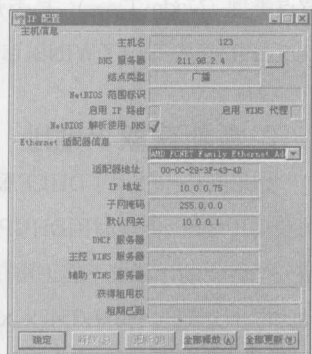 IP 配置
主机信息
主机名 123
DNS 服务器 211.98.2.4
结点类型 广播
NetBIOS 范围标识
启用 IP 路由 启用 WINS 代理
NetBIOS 解析使用 DNS
Ethernet 适配器信息
AMD PCNET Family Ethernet Ad
适配器地址 00-0C-29-3F-43-4D
IP 地址 10.0.0.75
子网掩码 255.0.0.0
默认网关 10.0.0.1
DHCP 服务器
主控 WINS 服务器
辅助 WINS 服务器
获得租用权
租期已到
确定 全部释放(A) 全部更新(W)